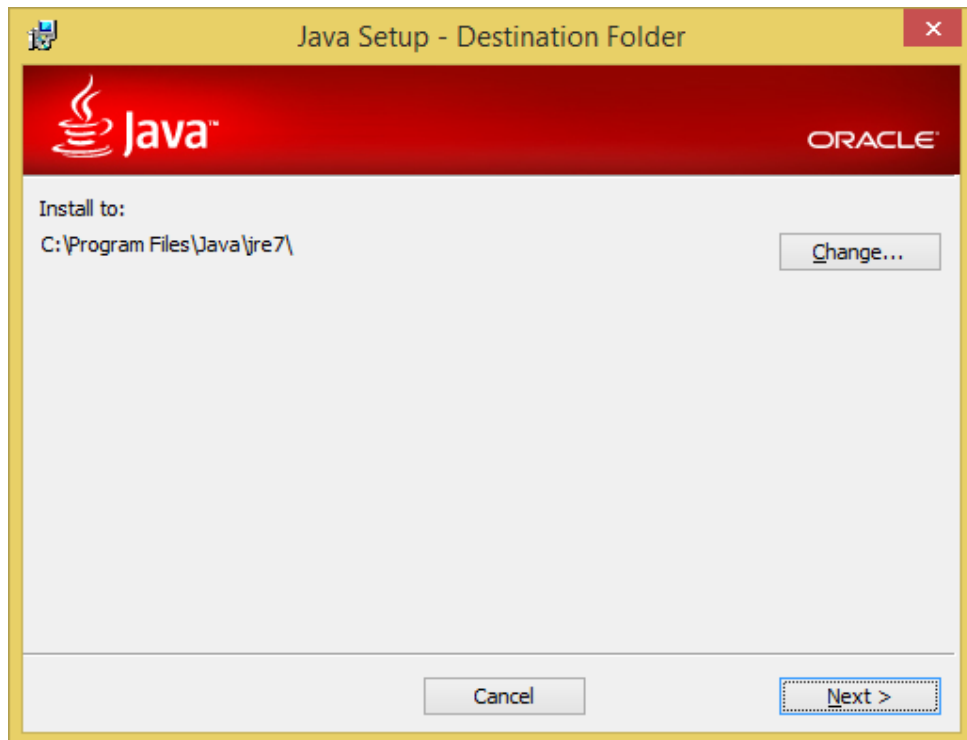 Java Setup - Destination Folder
Java™
ORACLE®
Install to:
C:\Program Files\Java\jre7\
Change...
Cancel
Next >